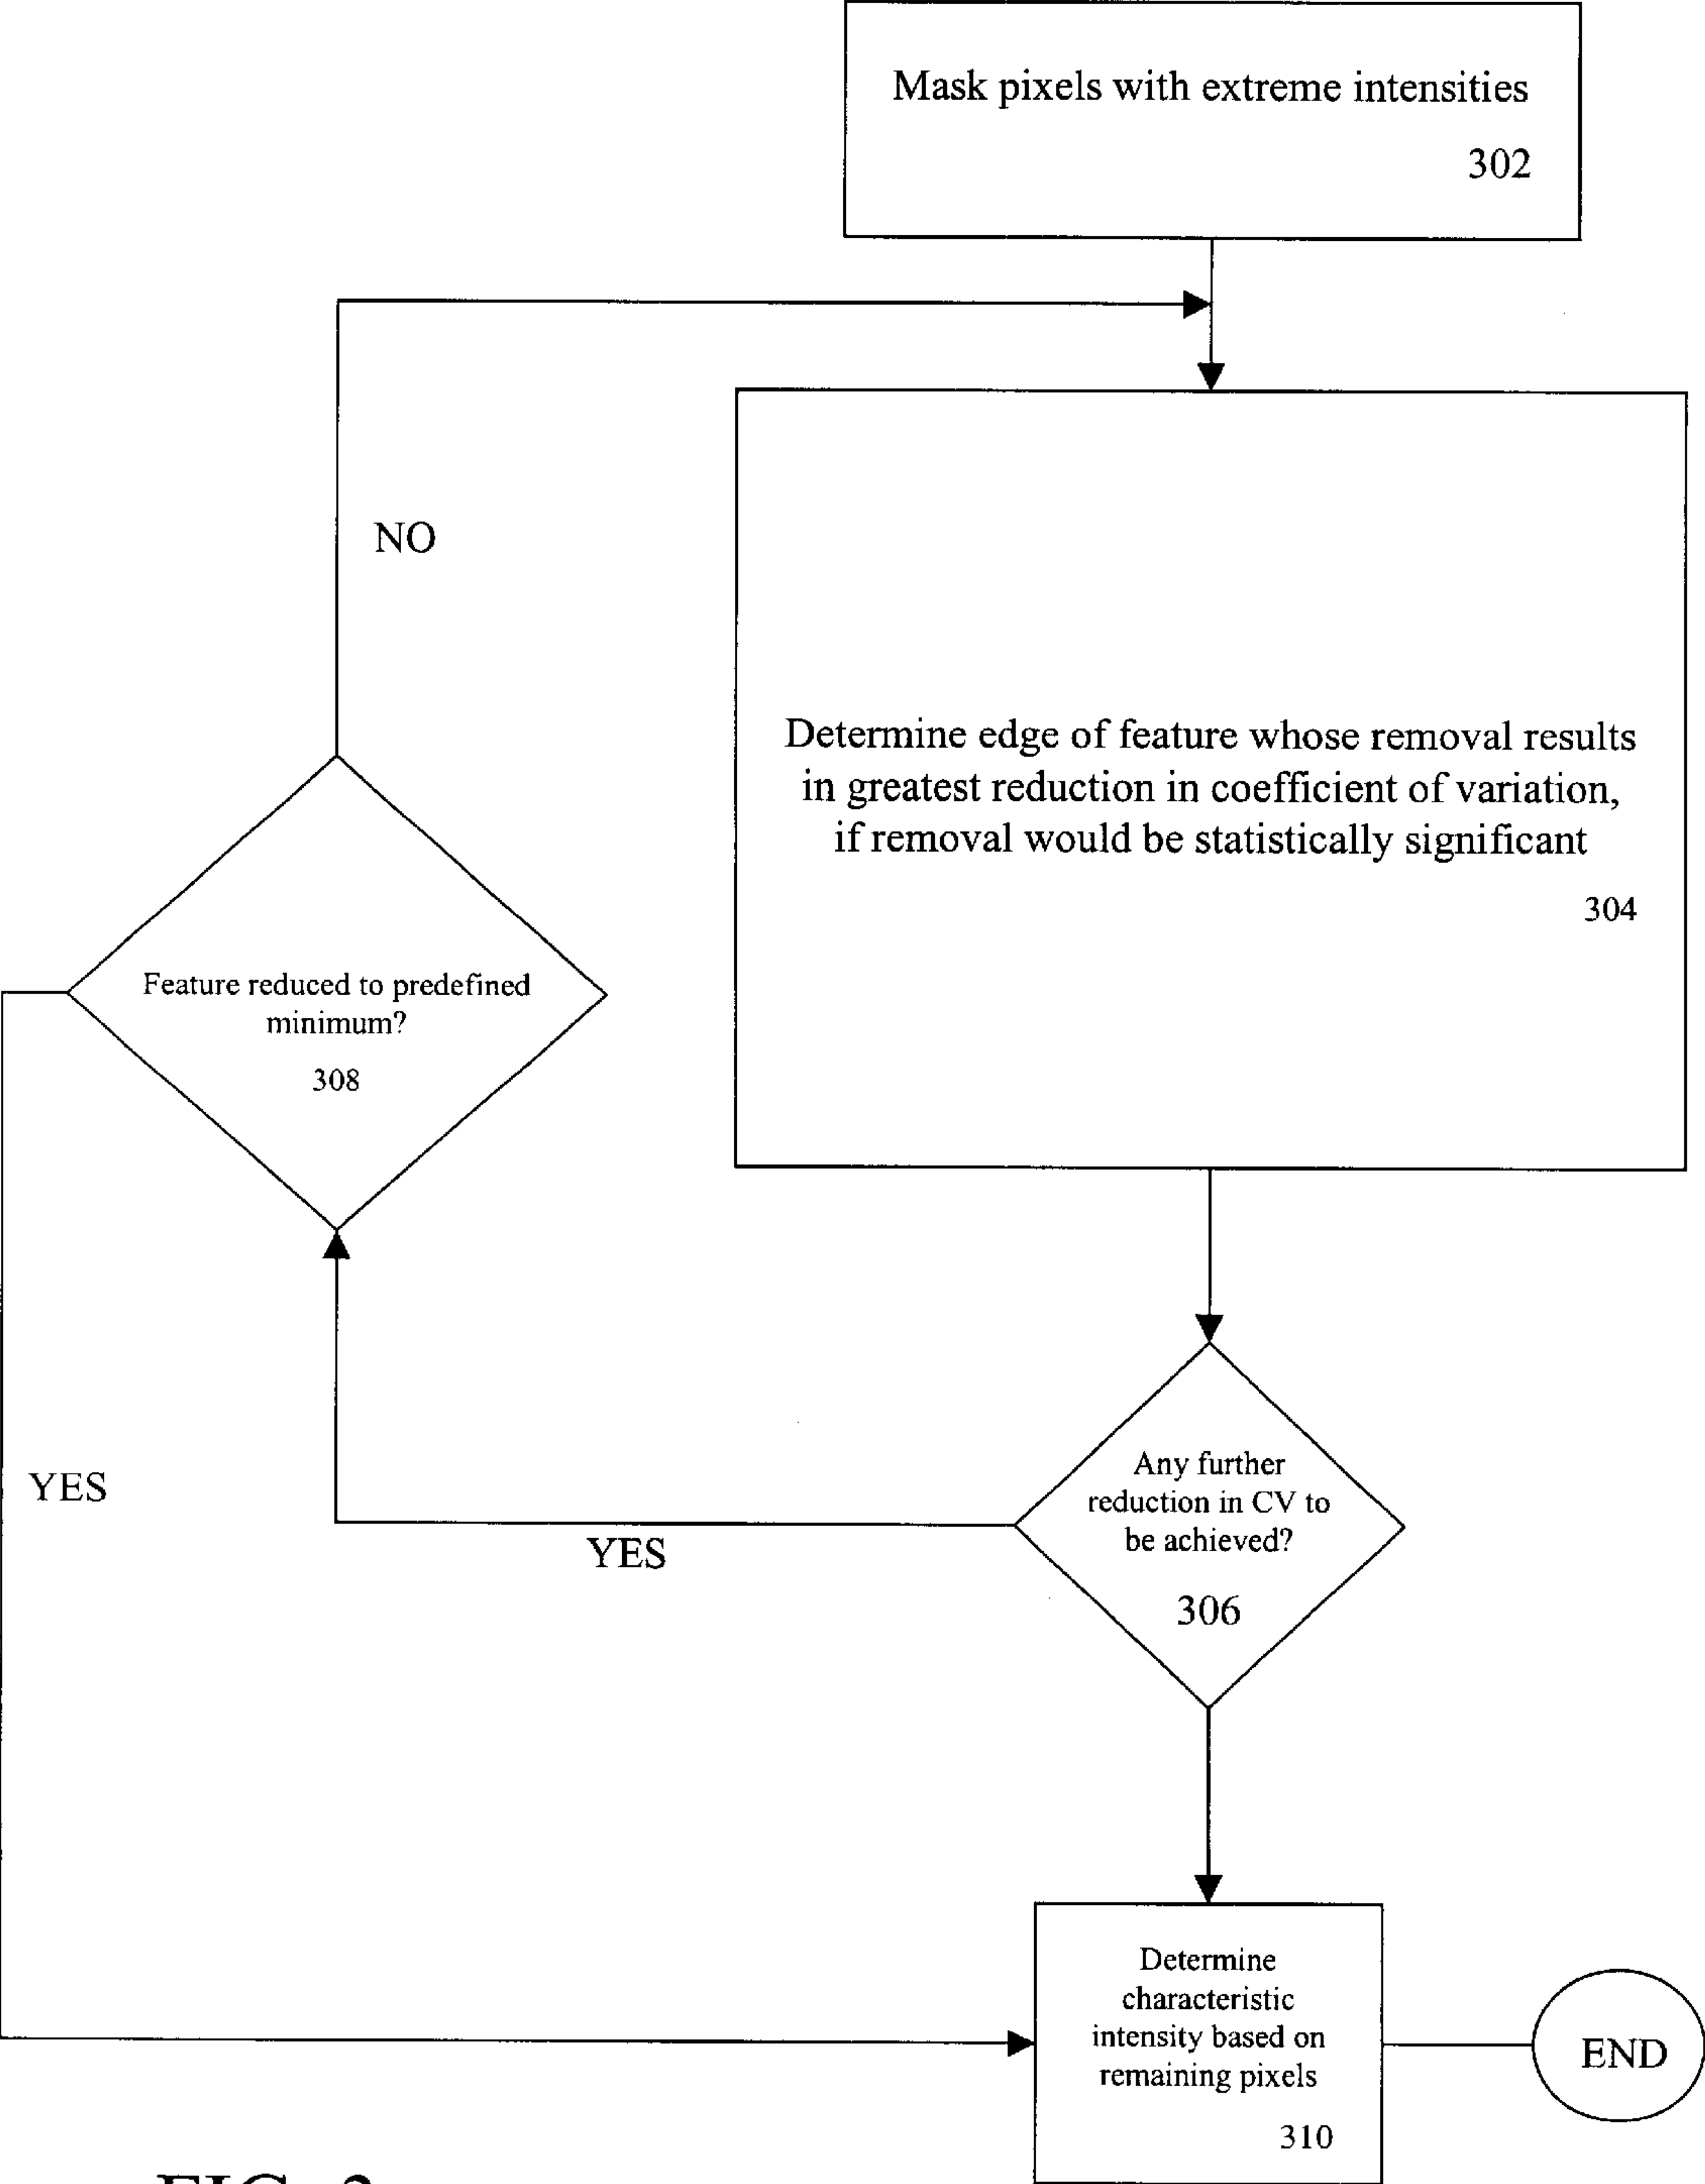 Mask pixels with extreme intensities
302
NO
Determine edge of feature whose removal results
in greatest reduction in coefficient of variation,
if removal would be statistically significant
304
Feature reduced to predefined
minimum?
308
YES
YES
Any further
reduction in CV to
be achieved?
306
Determine
characteristic
intensity based on
remaining pixels
310
END